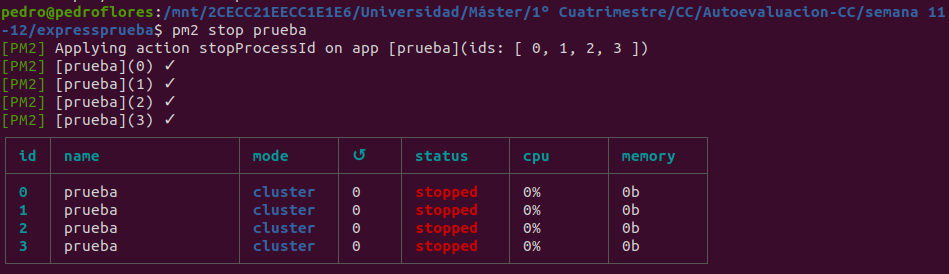 pedro@pedroflores:/mnt/2CECC21EECC1E1E6/Universidad/Máster/1º Cuatrimestre/CC/Autoevaluacion-CC/semana 11
-12/expressprueba$ pm2 stop prueba
[PM2] Applying action stopProcessId on app [prueba](ids: [ 0, 1, 2, 3 ])
[PM2] [prueba](0) ✓
[PM2] [prueba](1) ✓
[PM2] [prueba](2) ✓
[PM2] [prueba](3) ✓
id name mode ↺ status cpu memory
0 prueba cluster 0 stopped 0% 0b
1 prueba cluster 0 stopped 0% 0b
2 prueba cluster 0 stopped 0% 0b
3 prueba cluster 0 stopped 0% 0b